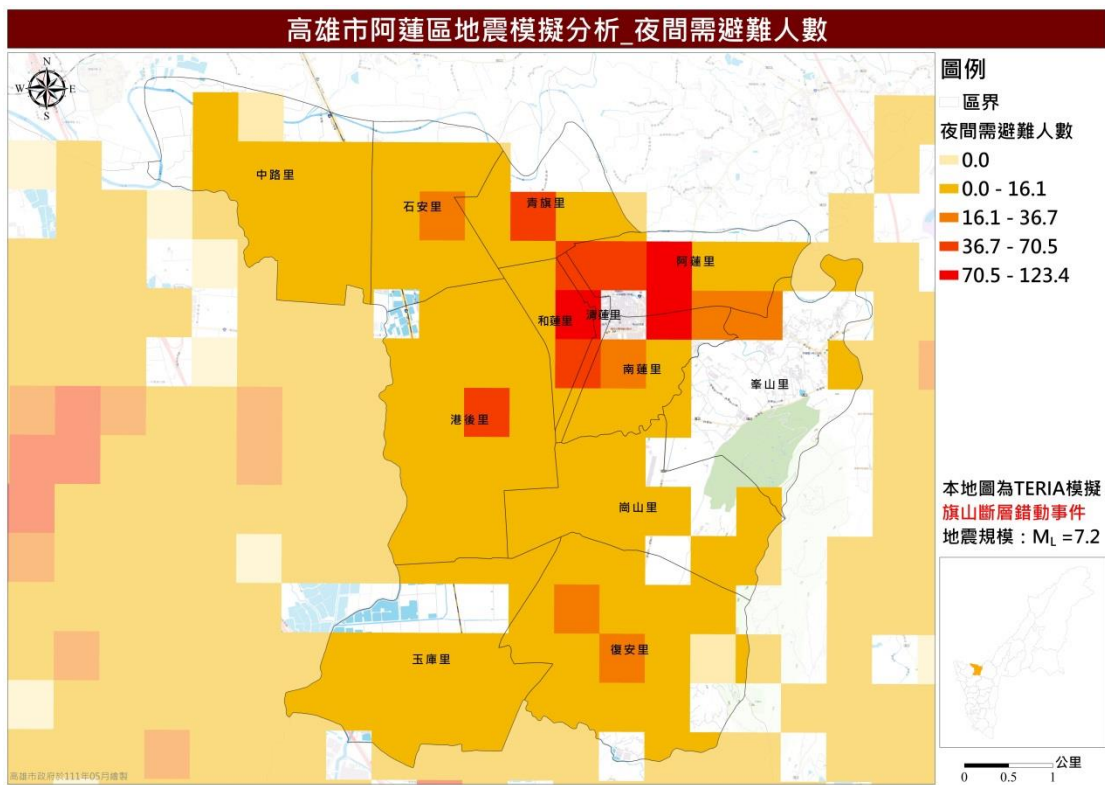 高雄市阿蓮區地震模擬分析_夜間需避難人數
N
W
E
S
圖例
區界
夜間需避難人數
0.0
0.0 - 16.1
16.1 - 36.7
36.7 - 70.5
70.5 - 123.4
中路里
石安里
青旗里
阿蓮里
和蓮里
清蓮里
南蓮里
峯山里
港後里
崗山里
玉庫里
復安里
本地圖為TERIA模擬
旗山斷層錯動事件
地震規模：ML =7.2
公里
0 0.5 1
高雄市政府於111年05月繪製